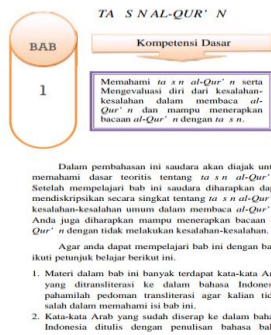 TA S N AL-QUR' N
BAB
1
Kompetensi Dasar
Memahami ta s n al-Qur' n serta
Mengevaluasi diri dari kesalahan-
kesalahan dalam membaca al-
Qur' n dan mampu menerapkan
bacaan al-Qur' n dengan ta s n.
Dalam pembahasan ini saudara akan diajak unt
memahami dasar teoritis tentang ta s n al-Qur'
Setelah mempelajari bab ini saudara diharapkan da
mendiskripsikan secara singkat tentang ta s n al-Qur'
kesalahan-kesalahan umum dalam membaca al-Qur'
Anda juga diharapkan mampu menerapkan bacaan
Qur' n dengan tidak melakukan kesalahan-kesalahan.
Agar anda dapat mempelajari bab ini dengan ba
ikuti petunjuk belajar berikut ini.
1. Materi dalam bab ini banyak terdapat kata-kata Ar
yang ditransliterasi ke dalam bahasa Indones
pahamilah pedoman transliterasi agar kalian tid
salah dalam memahami isi bab ini.
2. Kata-kata Arab yang sudah diserap ke dalam baha
Indonesia ditulis dengan penulisan bahasa bak